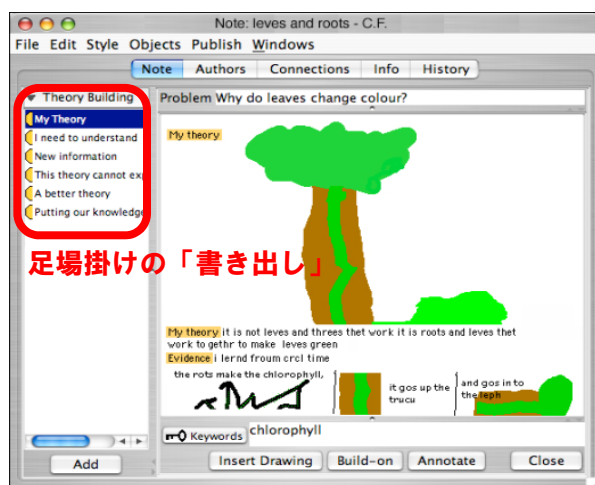 Note: leves and roots - C.F.
File Edit Style Objects Publish Windows
Note Authors Connections Info History
Theory Building
My Theory
I need to understand
New information
This theory cannot exp
A better theory
Putting our knowledge
足場掛けの「書き出し」
Add
Problem Why do leaves change colour?
My theory
My theory it is not leves and threes thet work it is roots and leves thet
work to gethr to make leves green
Evidence i lernd froum crcl time
the rots make the chlorophyll,
it gos up the
trucu
and gos in to
the leph
Keywords chlorophyll
Insert Drawing Build-on Annotate Close